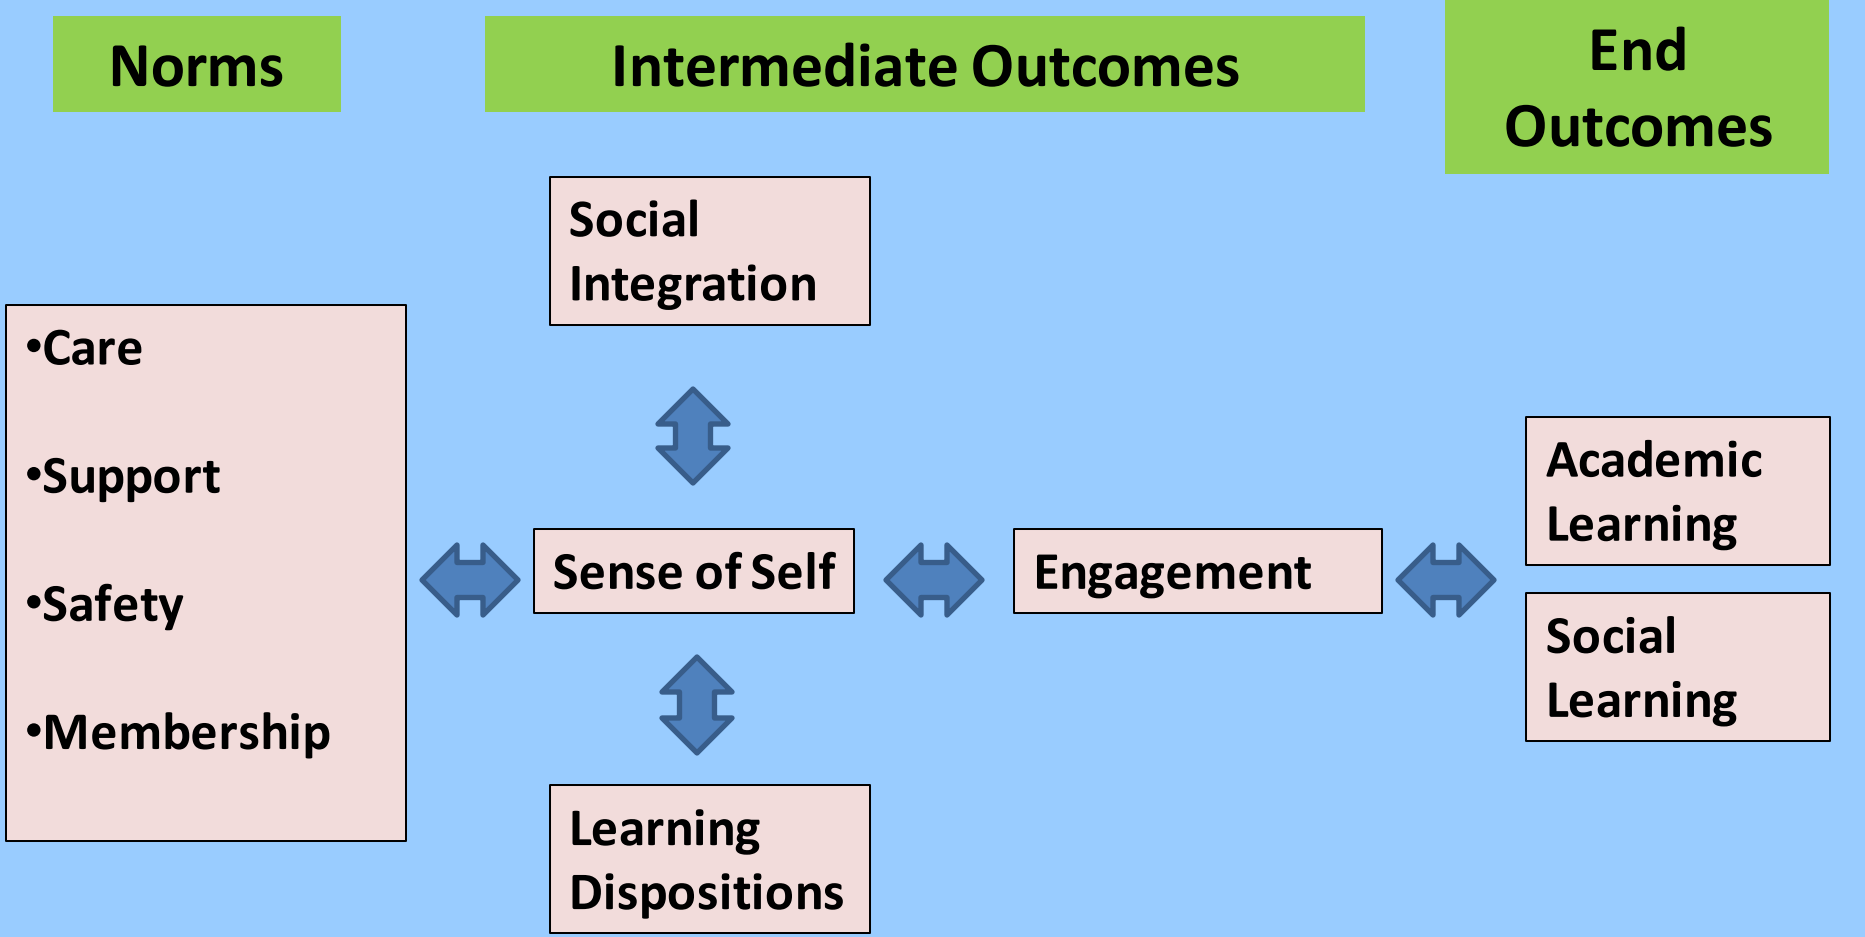 Norms
Intermediate Outcomes
End
Outcomes
Social
Integration
•Care
•Support
•Safety
•Membership
Sense of Self
Engagement
Academic
Learning
Social
Learning
Learning
Dispositions